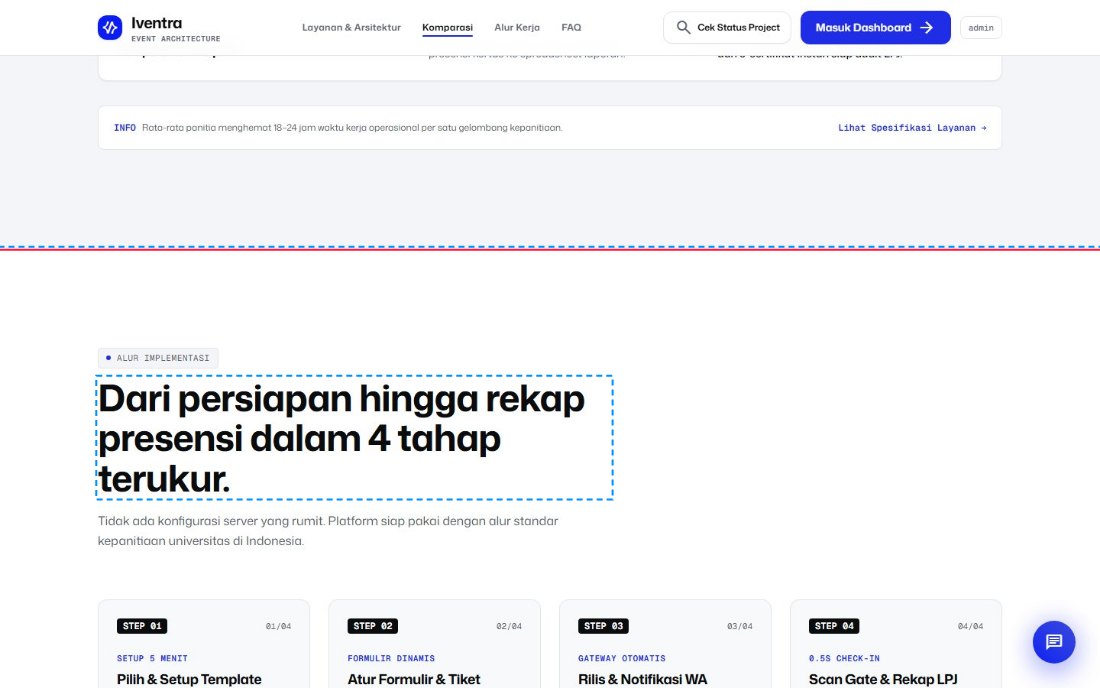 Iventra
EVENT ARCHITECTURE
Layanan & Arsitektur
Komparasi
Alur Kerja
FAQ
Cek Status Project
Masuk Dashboard →
admin
INFO Rata-rata panitia menghemat 18–24 jam waktu kerja operasional per satu gelombang kepanitiaan.
Lihat Spesifikasi Layanan →
ALUR IMPLEMENTASI
Dari persiapan hingga rekap
presensi dalam 4 tahap
terukur.
Tidak ada konfigurasi server yang rumit. Platform siap pakai dengan alur standar
kepanitiaan universitas di Indonesia.
STEP 01 01/04
SETUP 5 MENIT
Pilih & Setup Template
STEP 02 02/04
FORMULIR DINAMIS
Atur Formulir & Tiket
STEP 03 03/04
GATEWAY OTOMATIS
Rilis & Notifikasi WA
STEP 04 04/04
0.5S CHECK-IN
Scan Gate & Rekap LPJ